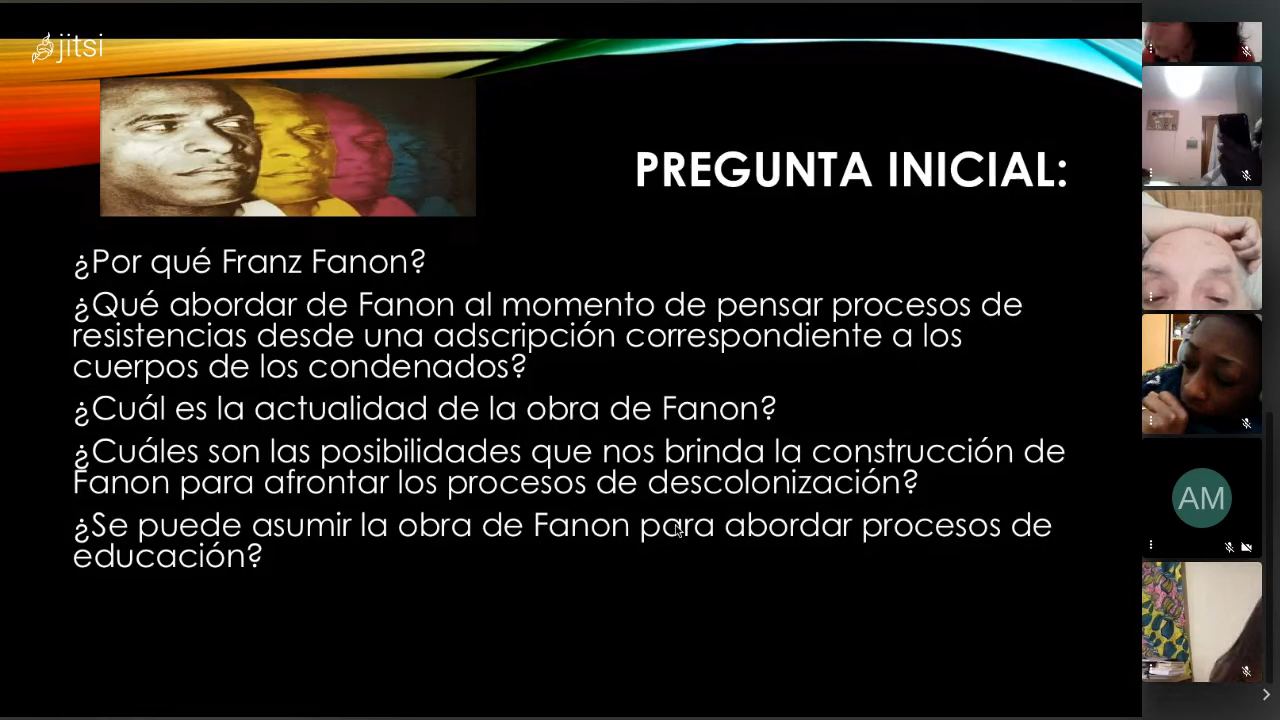 jitsi
PREGUNTA INICIAL:
¿Por qué Franz Fanon?
¿Qué abordar de Fanon al momento de pensar procesos de
resistencias desde una adscripción correspondiente a los
cuerpos de los condenados?
¿Cuál es la actualidad de la obra de Fanon?
¿Cuáles son las posibilidades que nos brinda la construcción de
Fanon para afrontar los procesos de descolonización?
¿Se puede asumir la obra de Fanon para abordar procesos de
educación?
AM